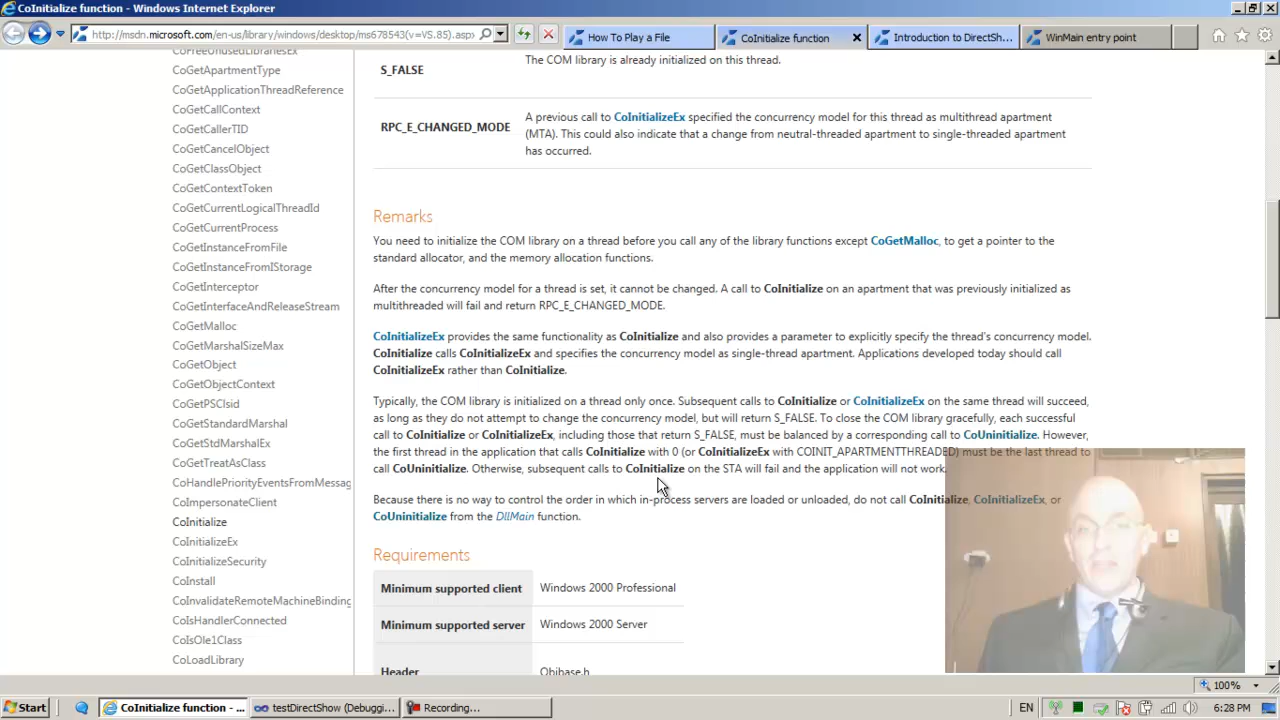 CoInitialize function - Windows Internet Explorer
http://msdn.microsoft.com/en-us/library/windows/desktop/ms678543(v=VS.85).aspx
How To Play a File
CoInitialize function
Introduction to DirectSh...
WinMain entry point
CoFreeUnusedLibrariesEx
CoGetApartmentType
CoGetApplicationThreadReference
CoGetCallContext
CoGetCallerTID
CoGetCancelObject
CoGetClassObject
CoGetContextToken
CoGetCurrentLogicalThreadId
CoGetCurrentProcess
CoGetInstanceFromFile
CoGetInstanceFromIStorage
CoGetInterceptor
CoGetInterfaceAndReleaseStream
CoGetMalloc
CoGetMarshalSizeMax
CoGetObject
CoGetObjectContext
CoGetPSClsid
CoGetStandardMarshal
CoGetStdMarshalEx
CoGetTreatAsClass
CoHandlePriorityEventsFromMessag
CoImpersonateClient
CoInitialize
CoInitializeEx
CoInitializeSecurity
CoInstall
CoInvalidateRemoteMachineBinding
CoIsHandlerConnected
CoIsOle1Class
CoLoadLibrary
S_FALSE
The COM library is already initialized on this thread.
RPC_E_CHANGED_MODE
A previous call to CoInitializeEx specified the concurrency model for this thread as multithread apartment
(MTA). This could also indicate that a change from neutral-threaded apartment to single-threaded apartment
has occurred.
Remarks
You need to initialize the COM library on a thread before you call any of the library functions except CoGetMalloc, to get a pointer to the
standard allocator, and the memory allocation functions.
After the concurrency model for a thread is set, it cannot be changed. A call to CoInitialize on an apartment that was previously initialized as
multithreaded will fail and return RPC_E_CHANGED_MODE.
CoInitializeEx provides the same functionality as CoInitialize and also provides a parameter to explicitly specify the thread's concurrency model.
CoInitialize calls CoInitializeEx and specifies the concurrency model as single-thread apartment. Applications developed today should call
CoInitializeEx rather than CoInitialize.
Typically, the COM library is initialized on a thread only once. Subsequent calls to CoInitialize or CoInitializeEx on the same thread will succeed,
as long as they do not attempt to change the concurrency model, but will return S_FALSE. To close the COM library gracefully, each successful
call to CoInitialize or CoInitializeEx, including those that return S_FALSE, must be balanced by a corresponding call to CoUninitialize. However,
the first thread in the application that calls CoInitialize with 0 (or CoInitializeEx with COINIT_APARTMENTTHREADED) must be the last thread to
call CoUninitialize. Otherwise, subsequent calls to CoInitialize on the STA will fail and the application will not work.
Because there is no way to control the order in which in-process servers are loaded or unloaded, do not call CoInitialize, CoInitializeEx, or
CoUninitialize from the DllMain function.
Requirements
Minimum supported client
Windows 2000 Professional
Minimum supported server
Windows 2000 Server
Header
Objbase.h
100%
Start
CoInitialize function - ...
testDirectShow (Debuggi...
Recording...
EN
6:28 PM